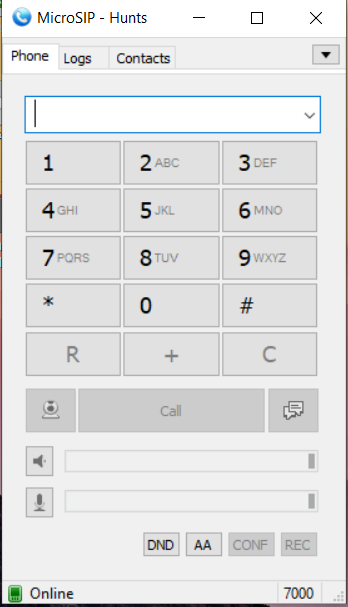 MicroSIP - Hunts
Phone Logs Contacts
1 2 ABC 3 DEF
4 GHI 5 JKL 6 MNO
7 PQRS 8 TUV 9 WXYZ
* 0 #
R + C
Call
DND AA CONF REC
Online 7000